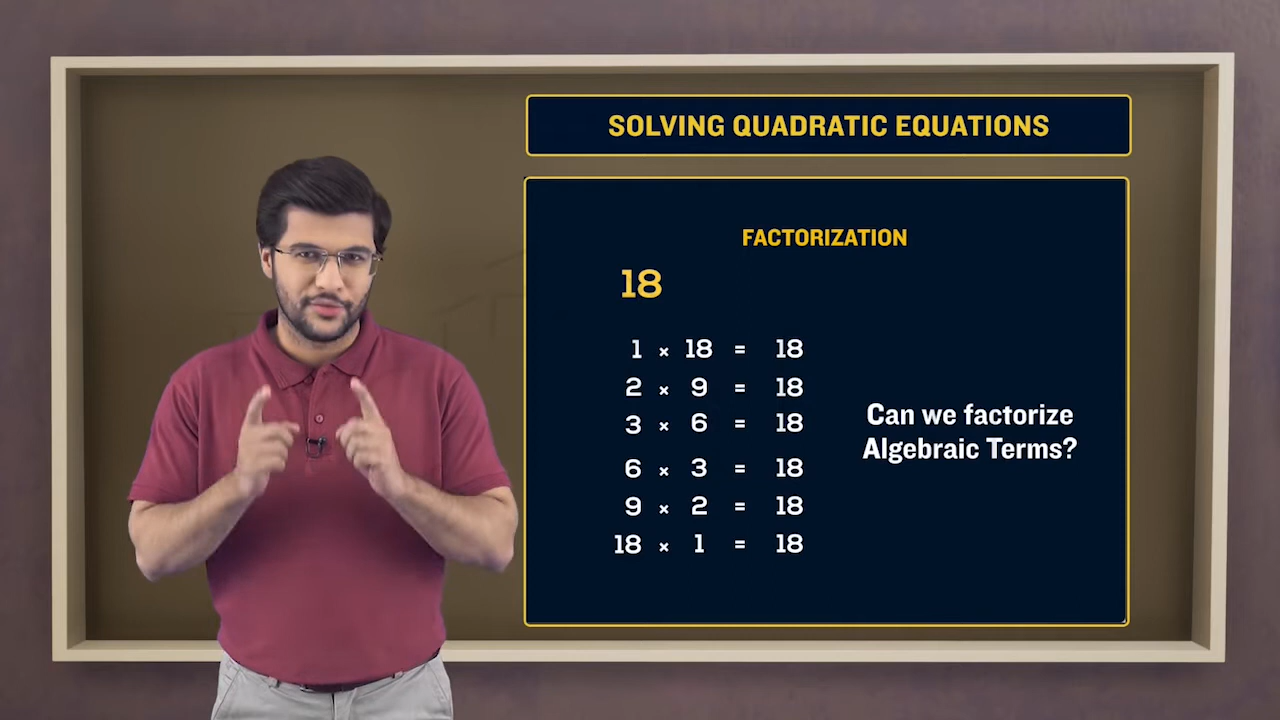 SOLVING QUADRATIC EQUATIONS
FACTORIZATION
18
1 × 18 = 18
2 × 9 = 18
3 × 6 = 18
6 × 3 = 18
9 × 2 = 18
18 × 1 = 18
Can we factorize
Algebraic Terms?